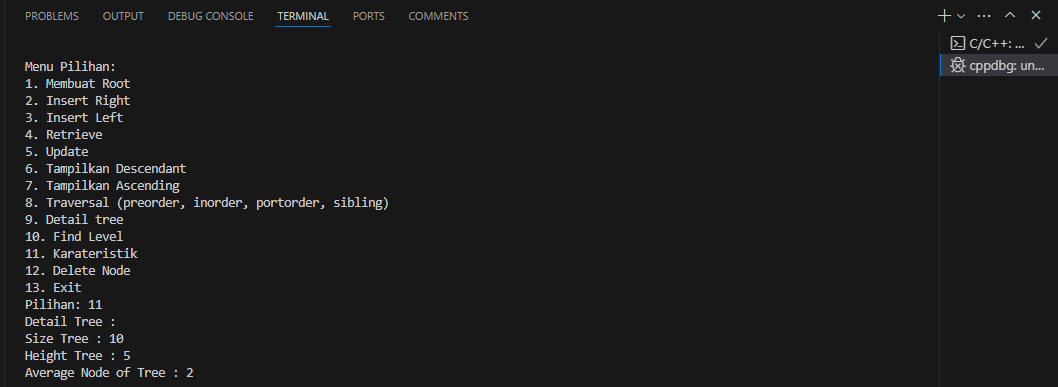 PROBLEMS OUTPUT DEBUG CONSOLE TERMINAL PORTS COMMENTS
C/C++: ...
cppdbg: un...
Menu Pilihan:
1. Membuat Root
2. Insert Right
3. Insert Left
4. Retrieve
5. Update
6. Tampilkan Descendant
7. Tampilkan Ascending
8. Traversal (preorder, inorder, portorder, sibling)
9. Detail tree
10. Find Level
11. Karateristik
12. Delete Node
13. Exit
Pilihan: 11
Detail Tree :
Size Tree : 10
Height Tree : 5
Average Node of Tree : 2